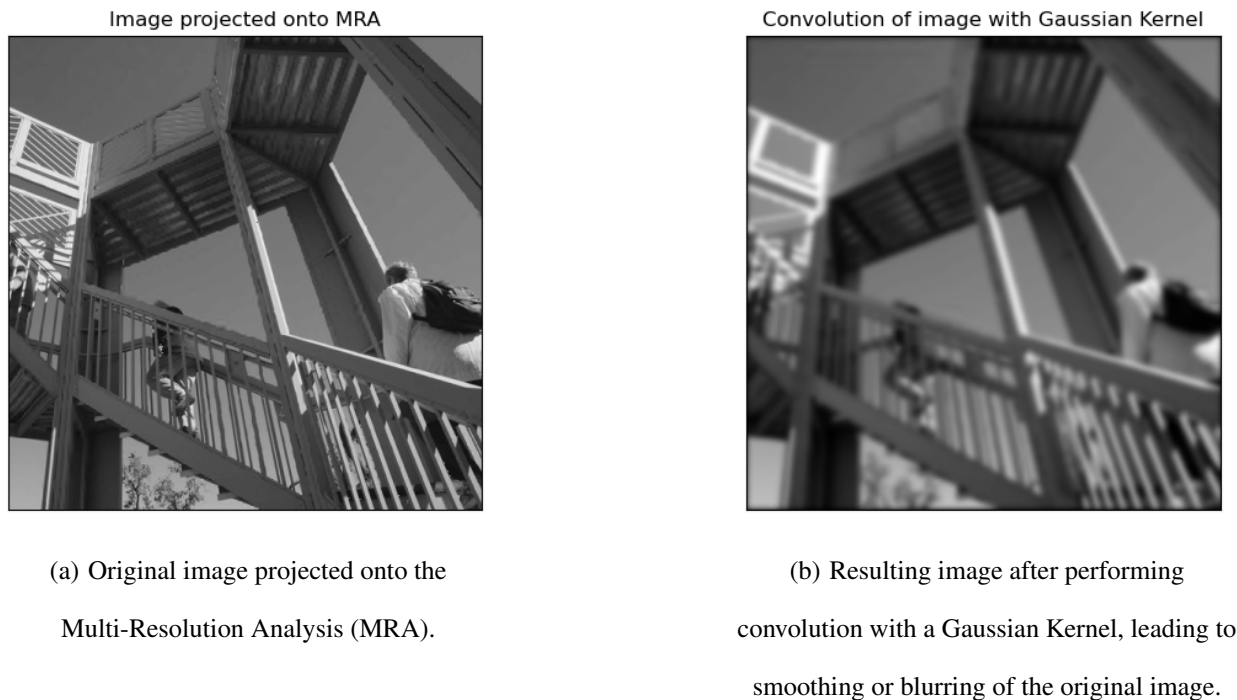 Image projected onto MRA
Convolution of image with Gaussian Kernel
(a) Original image projected onto the
Multi-Resolution Analysis (MRA).
(b) Resulting image after performing
convolution with a Gaussian Kernel, leading to
smoothing or blurring of the original image.